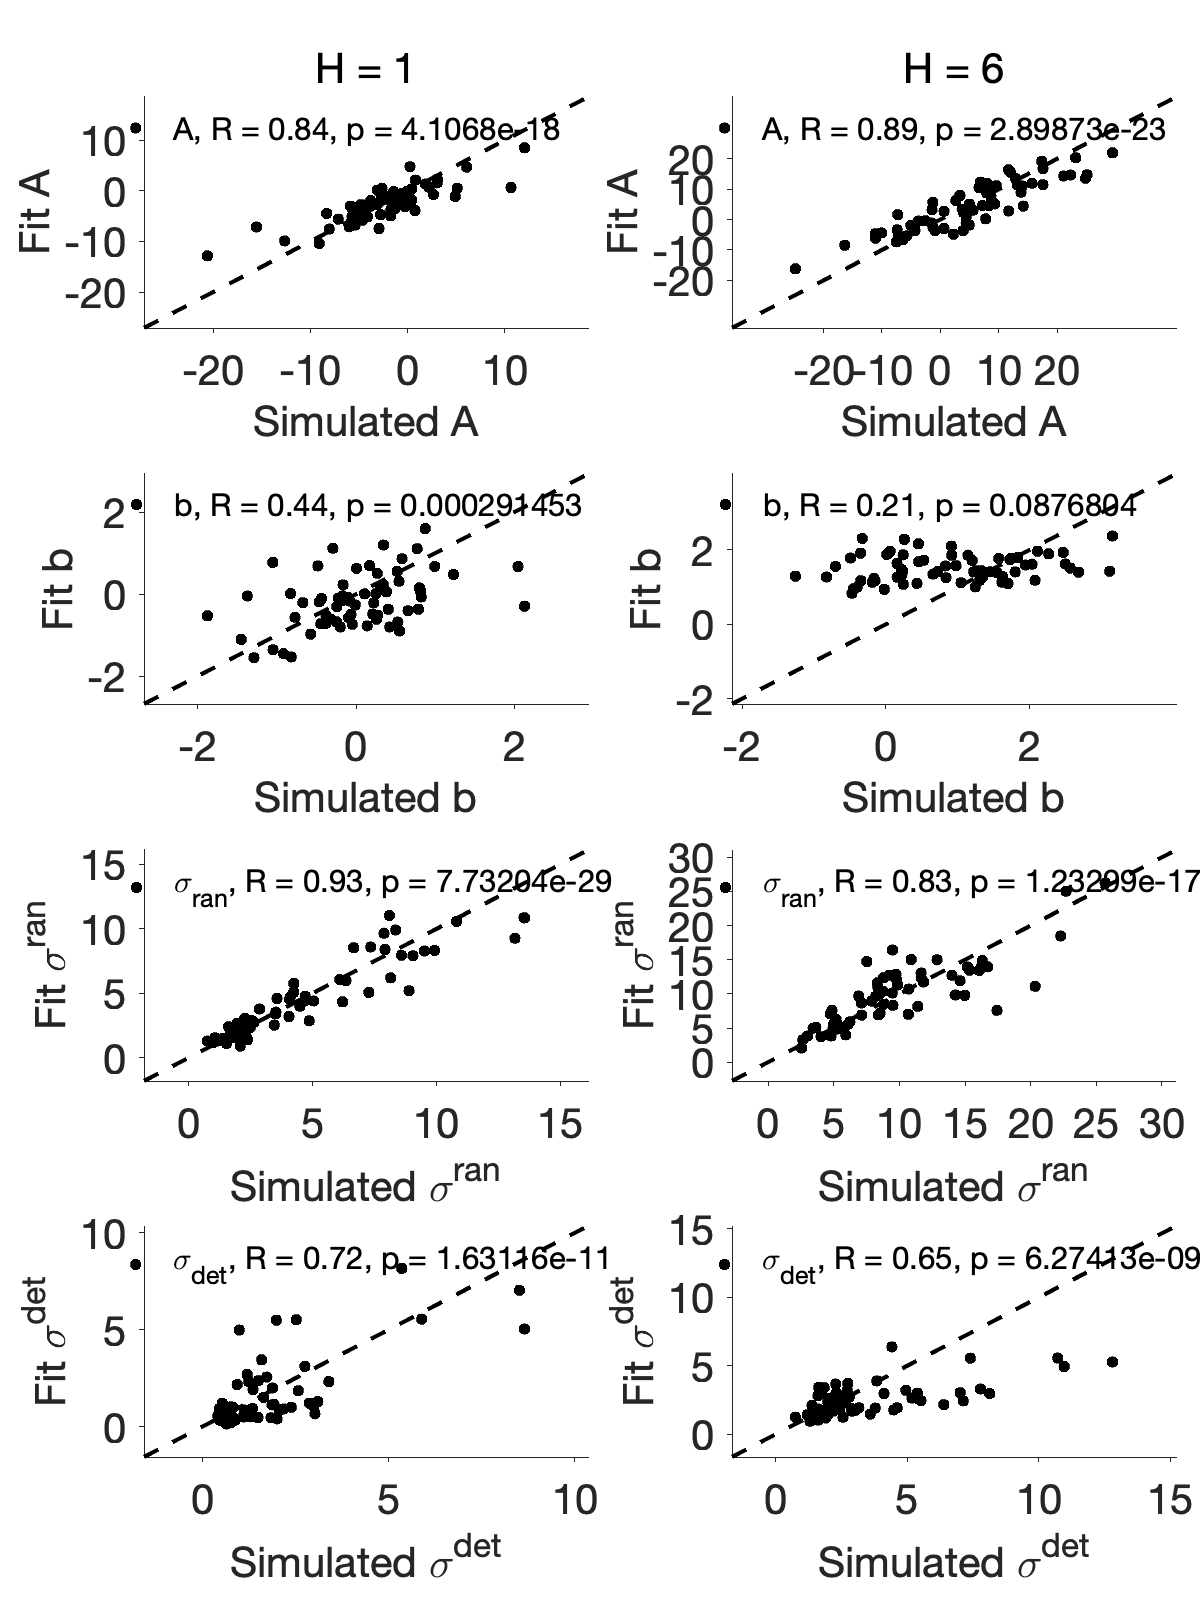 H = 1
H = 6
A, R = 0.84, p = 4.1068e-18
10
0
-10
-20
Fit A
-20 -10 0 10
Simulated A
A, R = 0.89, p = 2.89873e-23
20
10
0
-10
-20
Fit A
-20 -10 0 10 20
Simulated A
b, R = 0.44, p = 0.000291453
2
0
-2
Fit b
-2 0 2
Simulated b
b, R = 0.21, p = 0.0876804
2
0
-2
Fit b
-2 0 2
Simulated b
σran, R = 0.93, p = 7.73204e-29
15
10
5
0
Fit σran
0 5 10 15
Simulated σran
σran, R = 0.83, p = 1.23299e-17
30
25
20
15
10
5
0
Fit σran
0 5 10 15 20 25 30
Simulated σran
σdet, R = 0.72, p = 1.63116e-11
10
5
0
Fit σdet
0 5 10
Simulated σdet
σdet, R = 0.65, p = 6.27413e-09
15
10
5
0
Fit σdet
0 5 10 15
Simulated σdet